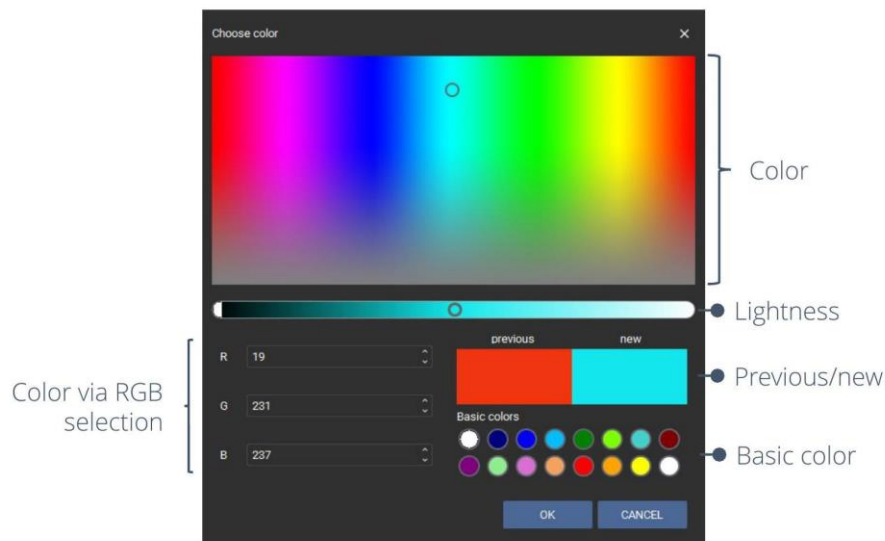 Choose color
Color
Lightness
previous new
R 19
Previous/new
Color via RGB
selection
G 231
Basic colors
B 237
Basic color
OK CANCEL